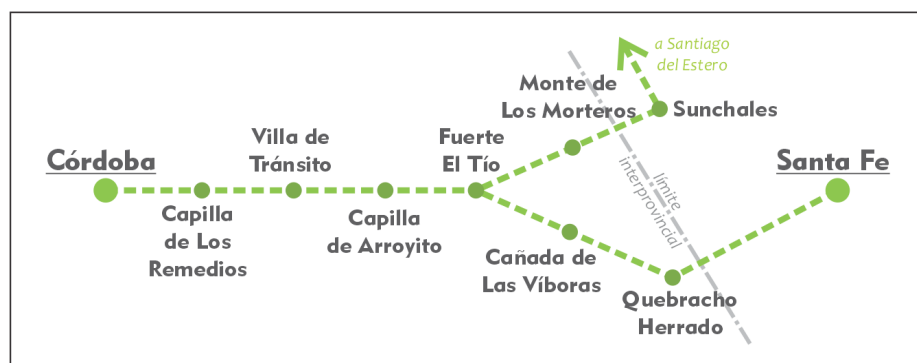 a Santiago
del Estero
Monte de
Los Morteros
Sunchales
Villa de
Tránsito
Fuerte
El Tío
Córdoba
Santa Fe
límite
interprovincial
Capilla
de Los
Remedios
Capilla
de Arroyito
Cañada de
Las Víboras
Quebracho
Herrado